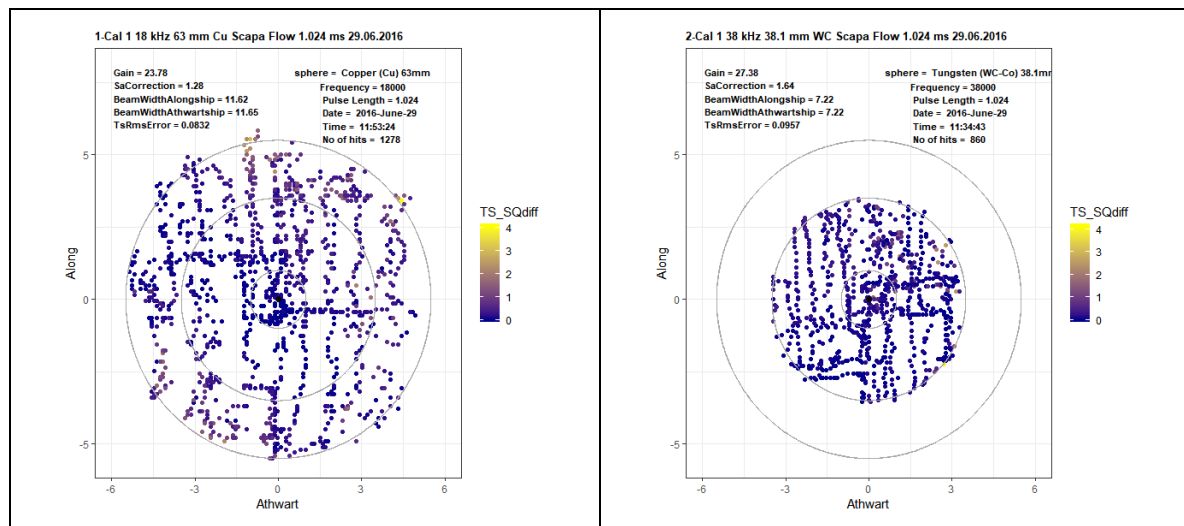 1-Cal 1 18 kHz 63 mm Cu Scapa Flow 1.024 ms 29.06.2016
Gain = 23.78
SaCorrection = 1.28
BeamWidthAlongship = 11.62
BeamWidthAthwartship = 11.65
TsRmsError = 0.0832
sphere = Copper (Cu) 63mm
Frequency = 18000
Pulse Length = 1.024
Date = 2016-June-29
Time = 11:53:24
No of hits = 1278
5
0
-5
Along
-6 -3 0 3 6
Athwart
TS_SQdiff
4
3
2
1
0
2-Cal 1 38 kHz 38.1 mm WC Scapa Flow 1.024 ms 29.06.2016
Gain = 27.38
SaCorrection = 1.64
BeamWidthAlongship = 7.22
BeamWidthAthwartship = 7.22
TsRmsError = 0.0957
sphere = Tungsten (WC-Co) 38.1mm
Frequency = 38000
Pulse Length = 1.024
Date = 2016-June-29
Time = 11:34:43
No of hits = 860
5
0
-5
Along
-6 -3 0 3 6
Athwart
TS_SQdiff
4
3
2
1
0